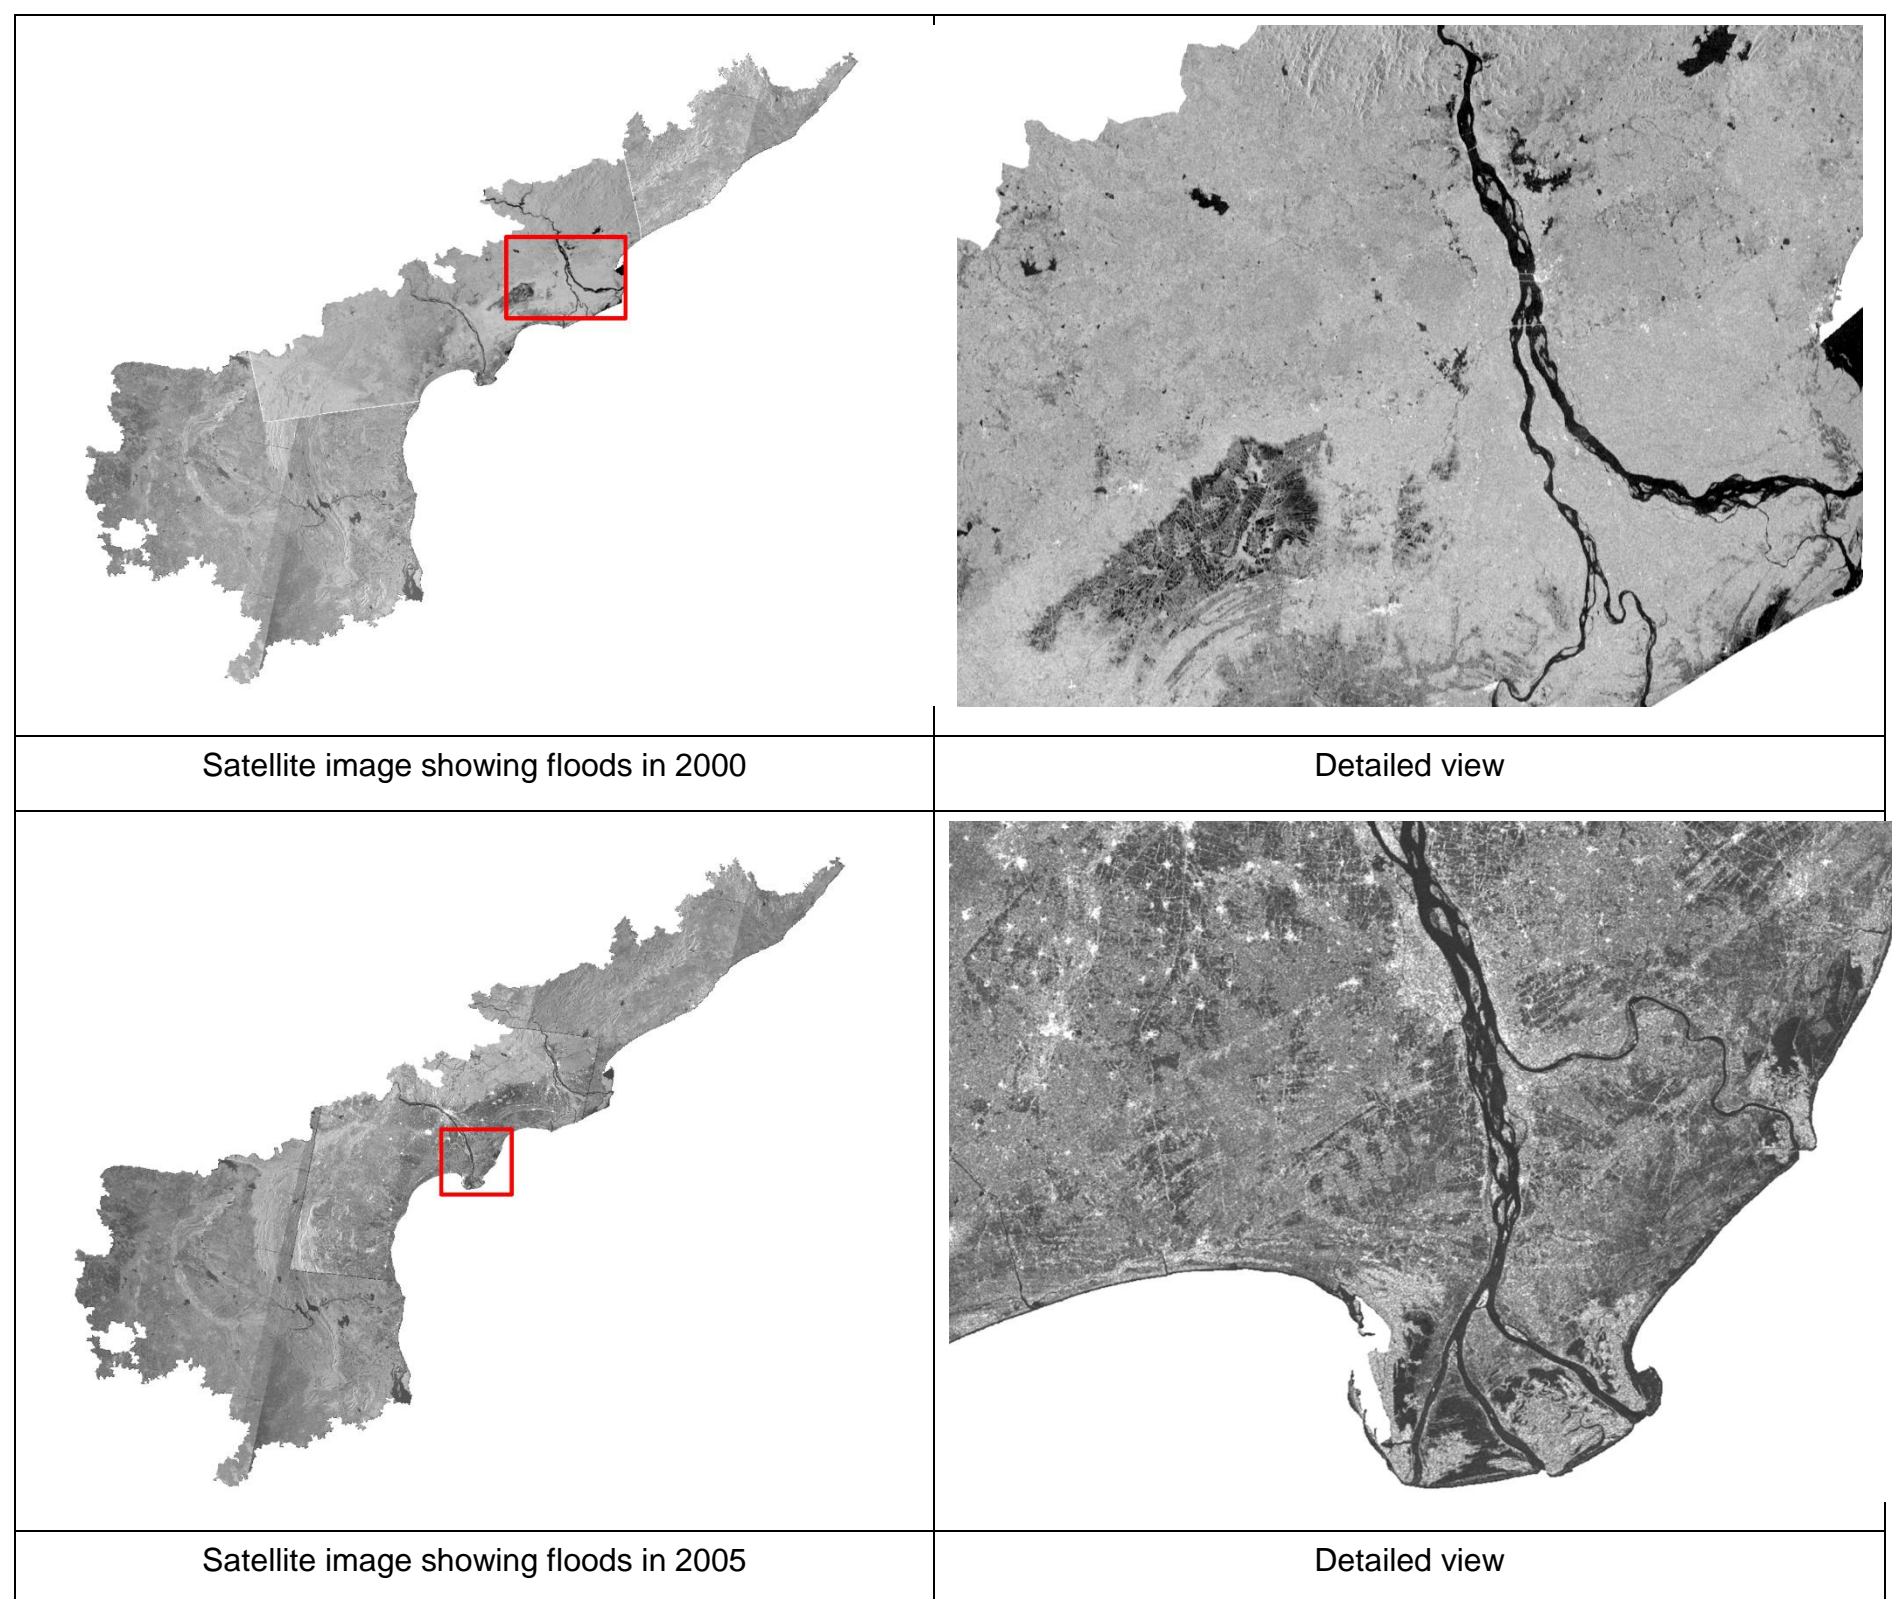 Satellite image showing floods in 2000
Detailed view
Satellite image showing floods in 2005
Detailed view